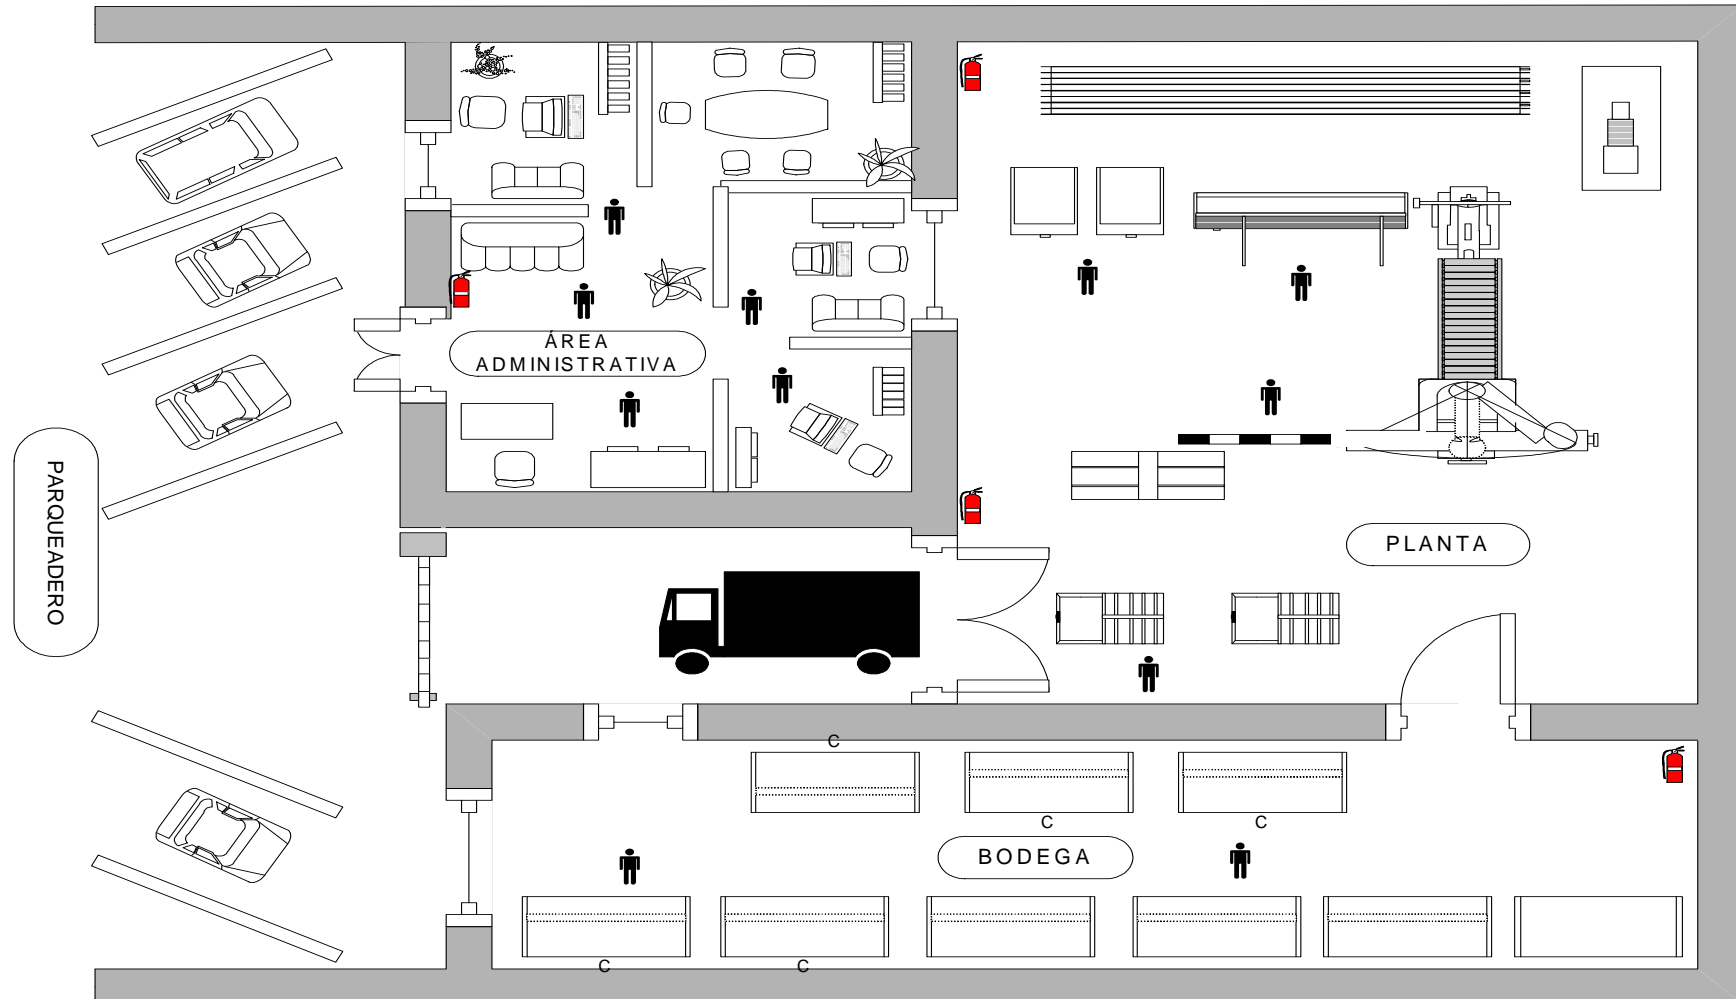 ÁREA
ADMINISTRATIVA
PARQUEADERO
PLANTA
C
C
C
BODEGA
C
C